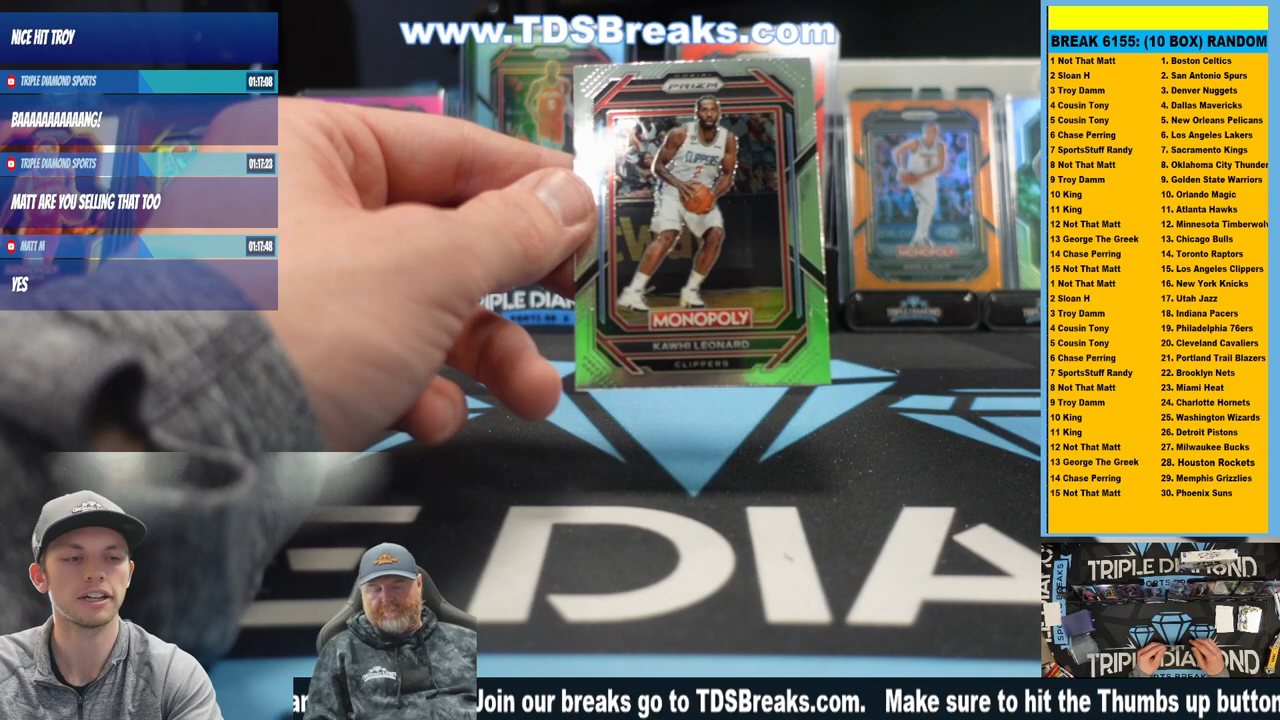 www.TDSBreaks.com
NICE HIT TROY
TRIPLE DIAMOND SPORTS 01:17:08
BAAAAAAAAAANG!
TRIPLE DIAMOND SPORTS 01:17:23
MATT ARE YOU SELLING THAT TOO
MATT M 01:17:48
YES
PRIZM
CLIPPERS
2
MONOPOLY
KAWHI LEONARD
CLIPPERS
MONOPOLY
BREAK 6155: (10 BOX) RANDOM
1 Not That Matt 1. Boston Celtics
2 Sloan H 2. San Antonio Spurs
3 Troy Damm 3. Denver Nuggets
4 Cousin Tony 4. Dallas Mavericks
5 Cousin Tony 5. New Orleans Pelicans
6 Chase Perring 6. Los Angeles Lakers
7 SportsStuff Randy 7. Sacramento Kings
8 Not That Matt 8. Oklahoma City Thunder
9 Troy Damm 9. Golden State Warriors
10 King 10. Orlando Magic
11 King 11. Atlanta Hawks
12 Not That Matt 12. Minnesota Timberwolv
13 George The Greek 13. Chicago Bulls
14 Chase Perring 14. Toronto Raptors
15 Not That Matt 15. Los Angeles Clippers
1 Not That Matt 16. New York Knicks
2 Sloan H 17. Utah Jazz
3 Troy Damm 18. Indiana Pacers
4 Cousin Tony 19. Philadelphia 76ers
5 Cousin Tony 20. Cleveland Cavaliers
6 Chase Perring 21. Portland Trail Blazers
7 SportsStuff Randy 22. Brooklyn Nets
8 Not That Matt 23. Miami Heat
9 Troy Damm 24. Charlotte Hornets
10 King 25. Washington Wizards
11 King 26. Detroit Pistons
12 Not That Matt 27. Milwaukee Bucks
13 George The Greek 28. Houston Rockets
14 Chase Perring 29. Memphis Grizzlies
15 Not That Matt 30. Phoenix Suns
TRIPLE DIA
E DIA
TRIPLE DIAMOND
TRIPLE DIAMOND
ar Join our breaks go to TDSBreaks.com. Make sure to hit the Thumbs up button